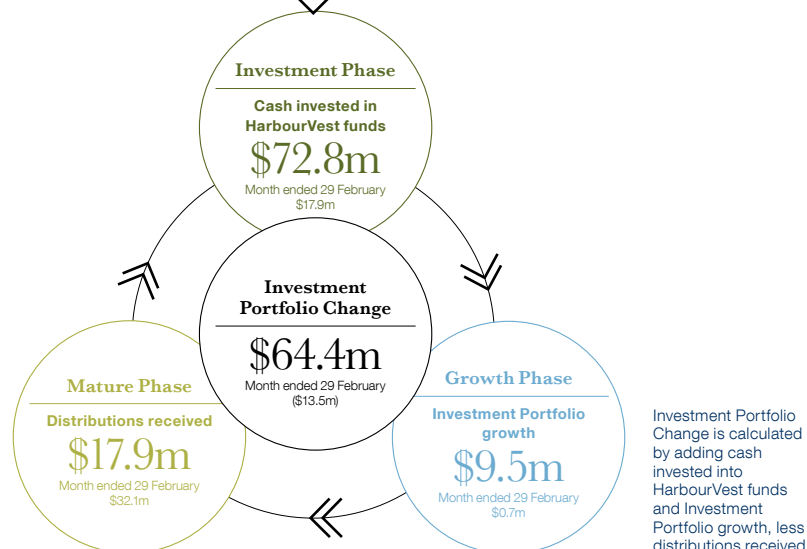 Investment Phase
Cash invested in
HarbourVest funds
$72.8m
Month ended 29 February
$17.9m
Investment
Portfolio Change
$64.4m
Month ended 29 February
($13.5m)
Mature Phase
Distributions received
$17.9m
Month ended 29 February
$32.1m
Growth Phase
Investment Portfolio
growth
$9.5m
Month ended 29 February
$0.7m
Investment Portfolio
Change is calculated
by adding cash
invested into
HarbourVest funds
and Investment
Portfolio growth, less
distributions received